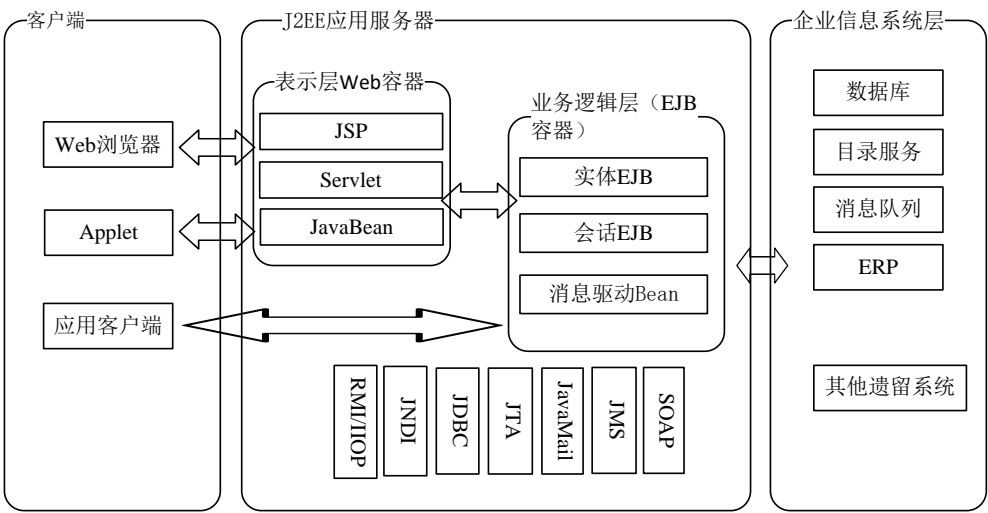 客户端
Web浏览器
Applet
应用客户端
J2EE应用服务器
表示层Web容器
JSP
Servlet
JavaBean
业务逻辑层（EJB
容器）
实体EJB
会话EJB
消息驱动Bean
RMI/IIOP
JNDI
JDBC
JTA
JavaMail
JMS
SOAP
企业信息系统层
数据库
目录服务
消息队列
ERP
其他遗留系统